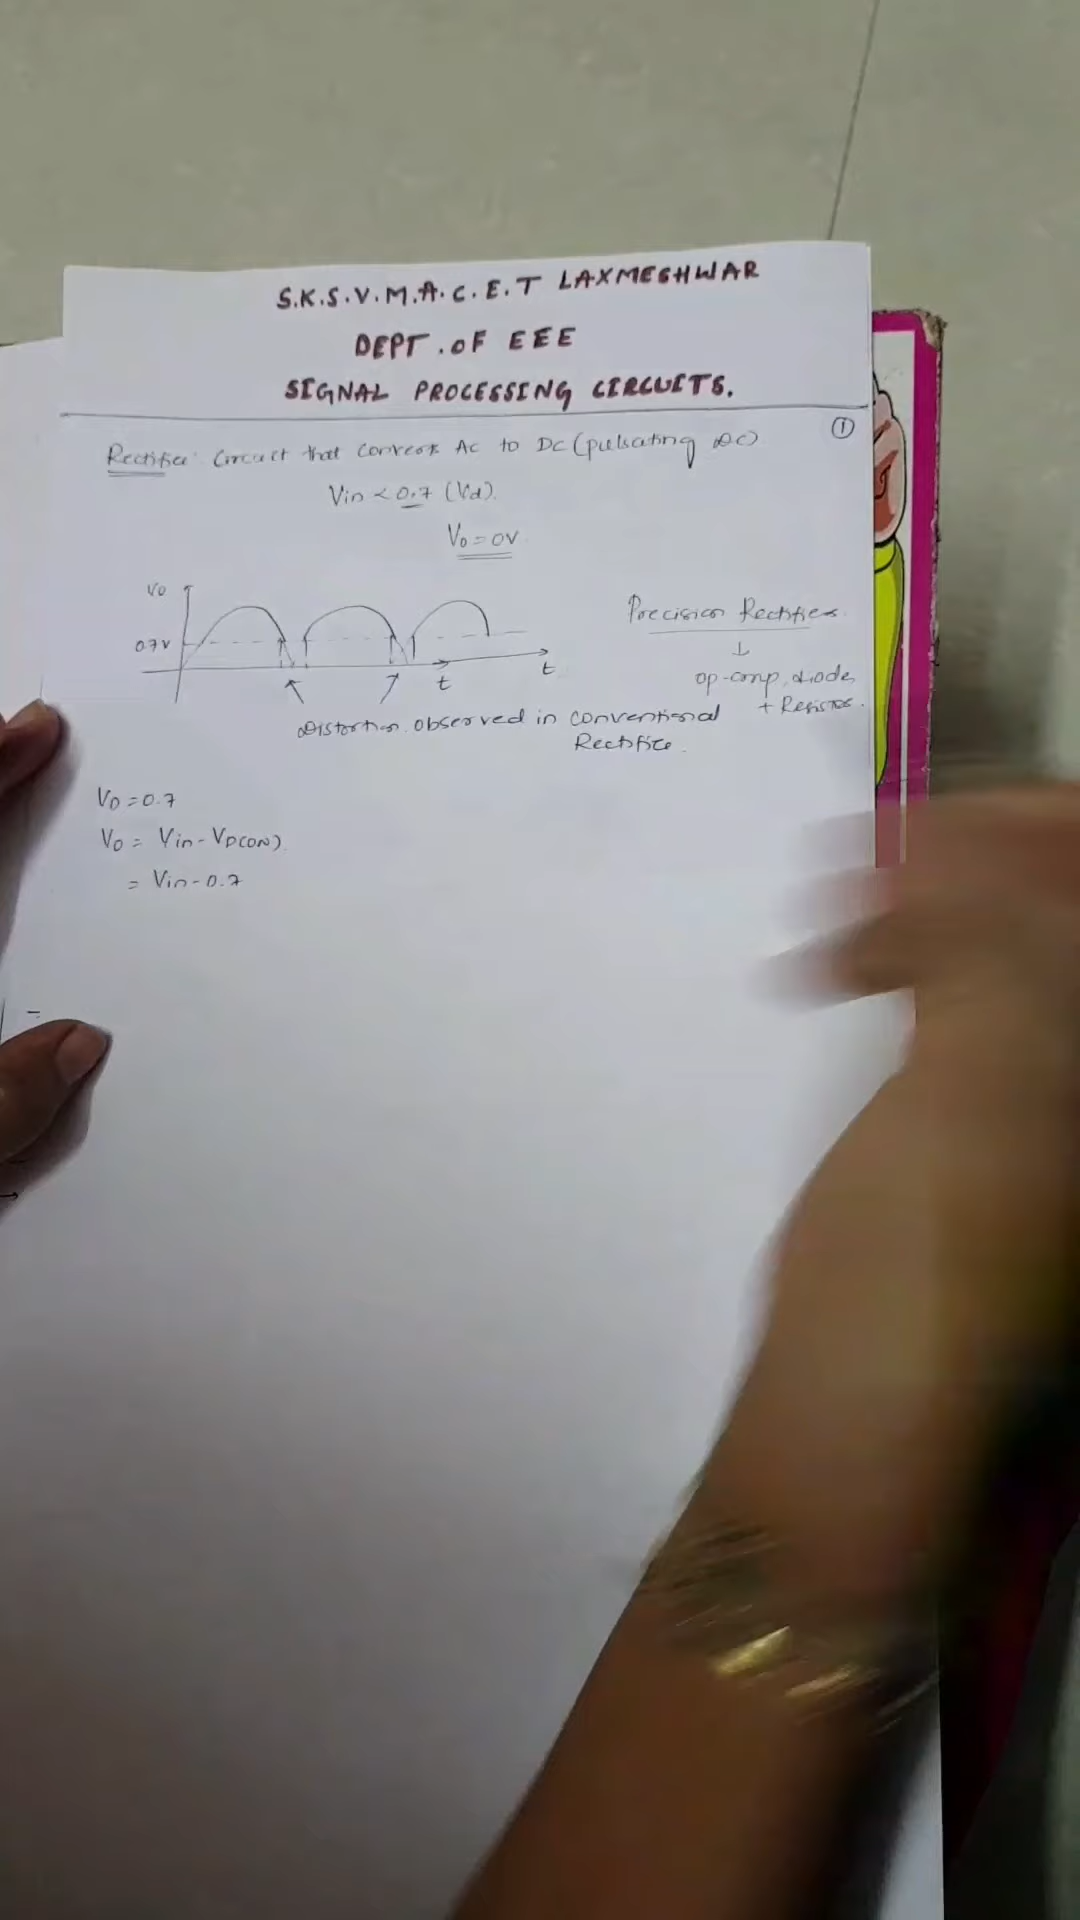 S.K.S.V.M.A.C.E.T LAXMESHWAR
DEPT. OF EEE
SIGNAL PROCESSING CIRCUITS.
①
Rectifier: Circuit that converts AC to DC (pulsating DC)
Vin < 0.7 (Vd).
V0 = 0V.
V0
0.7V
t
t
Precision Rectifier.
↓
op-amp, diode,
+ Resistor.
Distortion observed in conventional
Rectifier.
VD = 0.7
V0 = Vin - VD(ON)
= Vin - 0.7